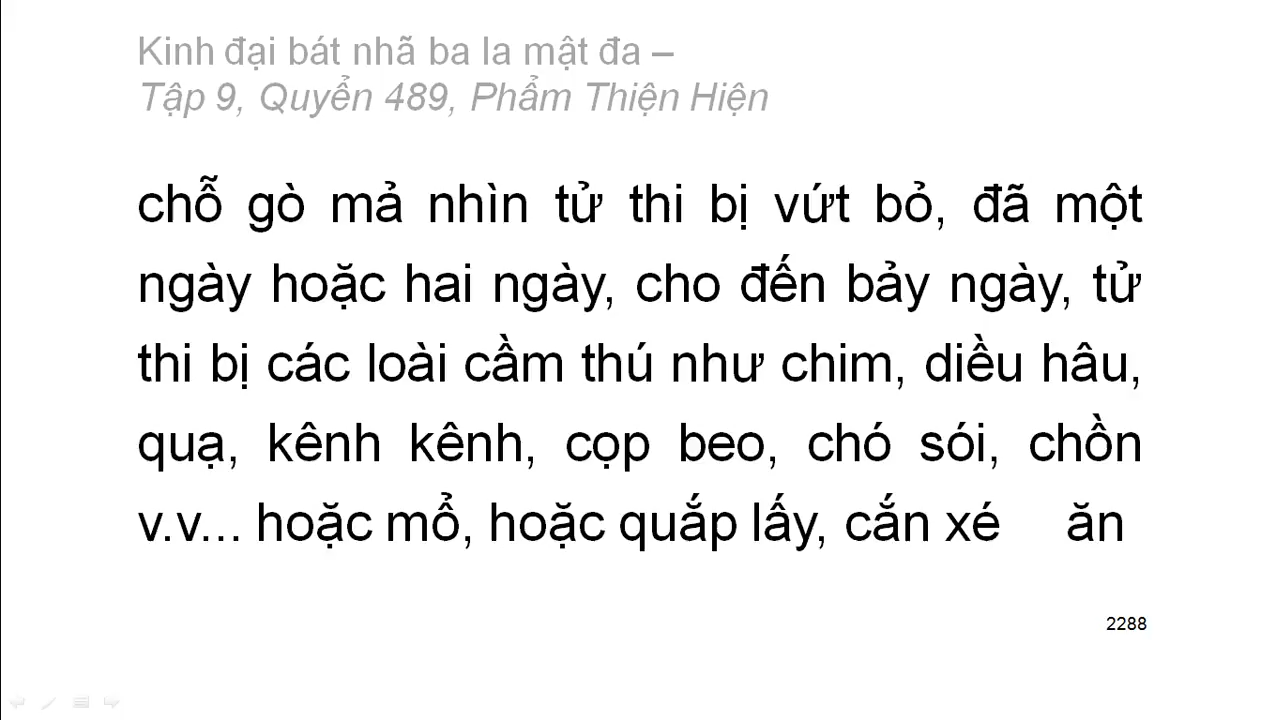 Kinh đại bát nhã ba la mật đa –
Tập 9, Quyển 489, Phẩm Thiện Hiện
chỗ gò mả nhìn tử thi bị vứt bỏ, đã một
ngày hoặc hai ngày, cho đến bảy ngày, tử
thi bị các loài cầm thú như chim, diều hâu,
quạ, kênh kênh, cọp beo, chó sói, chồn
v.v... hoặc mổ, hoặc quắp lấy, cắn xé ăn
2288